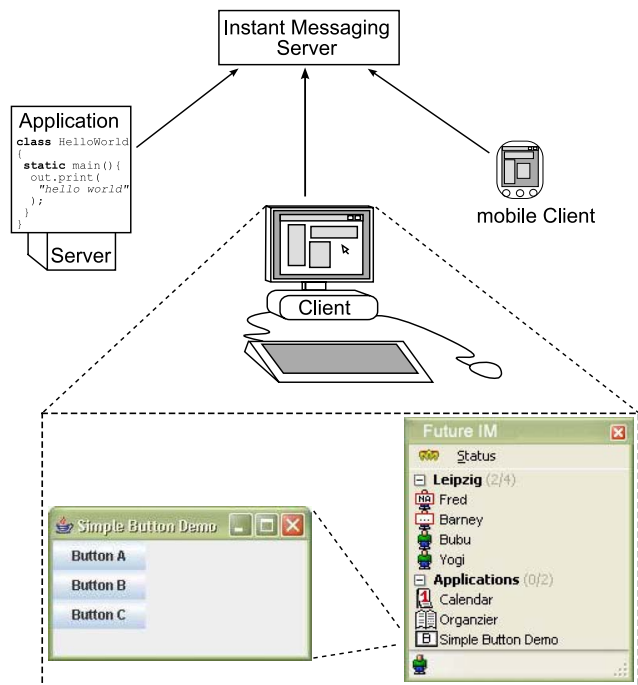 Instant Messaging
Server
Application
class HelloWorld
{
static main(){
out.print(
"hello world"
);
}
}
Server
mobile Client
Client
Future IM
Status
Leipzig (2/4)
NA Fred
... Barney
Bubu
Yogi
Applications (0/2)
1 Calendar
Organzier
B Simple Button Demo
Simple Button Demo
Button A
Button B
Button C